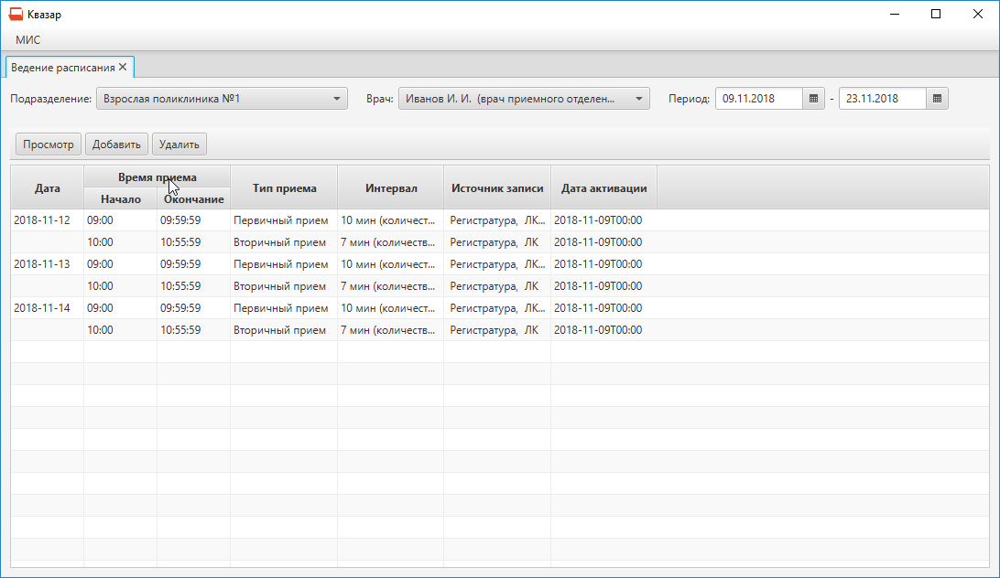 Квазар
МИС
Ведение расписания
Подразделение: Взрослая поликлиника №1 Врач: Иванов И. И. (врач приемного отделен... Период: 09.11.2018 - 23.11.2018
Просмотр Добавить Удалить
Дата Время приема Тип приема Интервал Источник записи Дата активации
Начало Окончание
2018-11-12 09:00 09:59:59 Первичный прием 10 мин (количест... Регистратура, ЛК... 2018-11-09T00:00
10:00 10:55:59 Вторичный прием 7 мин (количеств... Регистратура, ЛК 2018-11-09T00:00
2018-11-13 09:00 09:59:59 Первичный прием 10 мин (количест... Регистратура, ЛК... 2018-11-09T00:00
10:00 10:55:59 Вторичный прием 7 мин (количеств... Регистратура, ЛК 2018-11-09T00:00
2018-11-14 09:00 09:59:59 Первичный прием 10 мин (количест... Регистратура, ЛК... 2018-11-09T00:00
10:00 10:55:59 Вторичный прием 7 мин (количеств... Регистратура, ЛК 2018-11-09T00:00